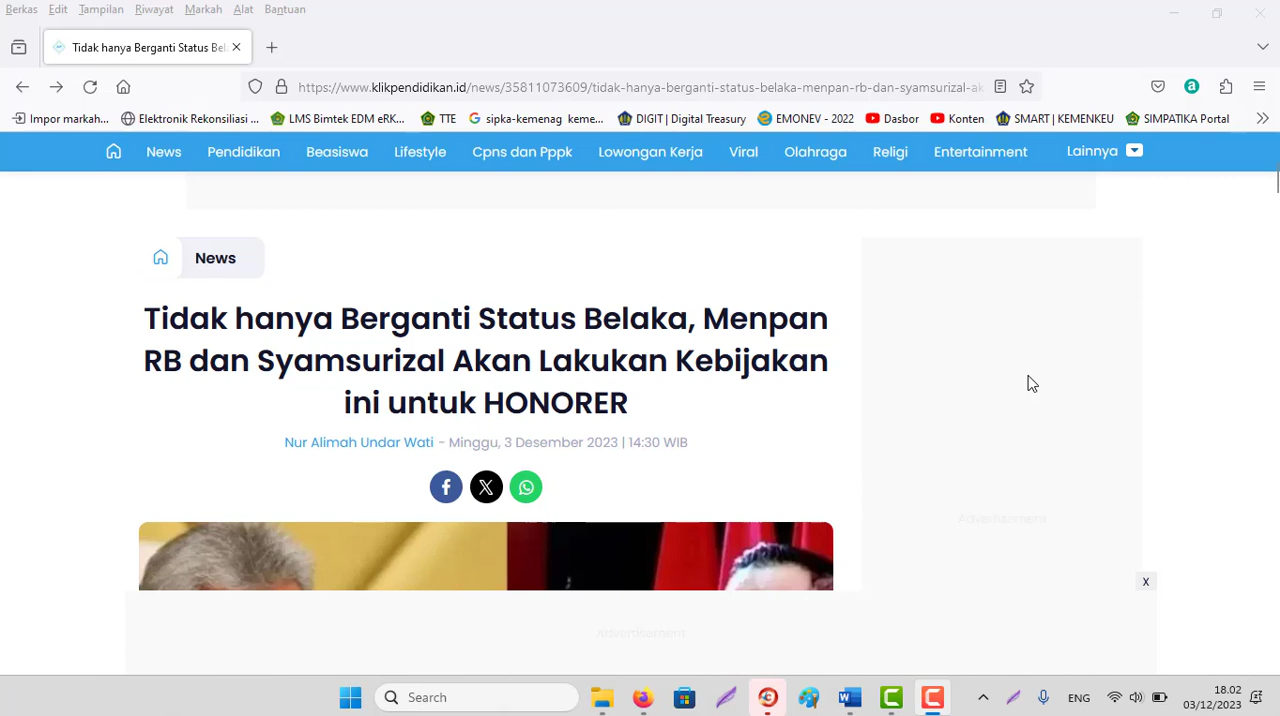 Berkas Edit Tampilan Riwayat Markah Alat Bantuan
Tidak hanya Berganti Status Bel
https://www.klikpendidikan.id/news/35811073609/tidak-hanya-berganti-status-belaka-menpan-rb-dan-syamsurizal-ak
Impor markah... Elektronik Rekonsiliasi ... LMS Bimtek EDM eRK... TTE sipka-kemenag keme... DIGIT | Digital Treasury EMONEV - 2022 Dasbor Konten SMART | KEMENKEU SIMPATIKA Portal
News Pendidikan Beasiswa Lifestyle Cpns dan Pppk Lowongan Kerja Viral Olahraga Religi Entertainment Lainnya
News
Tidak hanya Berganti Status Belaka, Menpan
RB dan Syamsurizal Akan Lakukan Kebijakan
ini untuk HONORER
Nur Alimah Undar Wati - Minggu, 3 Desember 2023 | 14:30 WIB
Advertisement
X
Advertisement
Search
ENG
18.02
03/12/2023